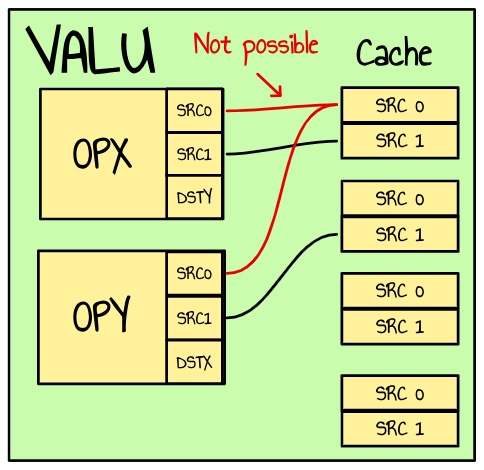 VALU
Not possible
Cache
OPX
SRC0
SRC1
DSTY
OPY
SRC0
SRC1
DSTX
SRC 0
SRC 1
SRC 0
SRC 1
SRC 0
SRC 1
SRC 0
SRC 1